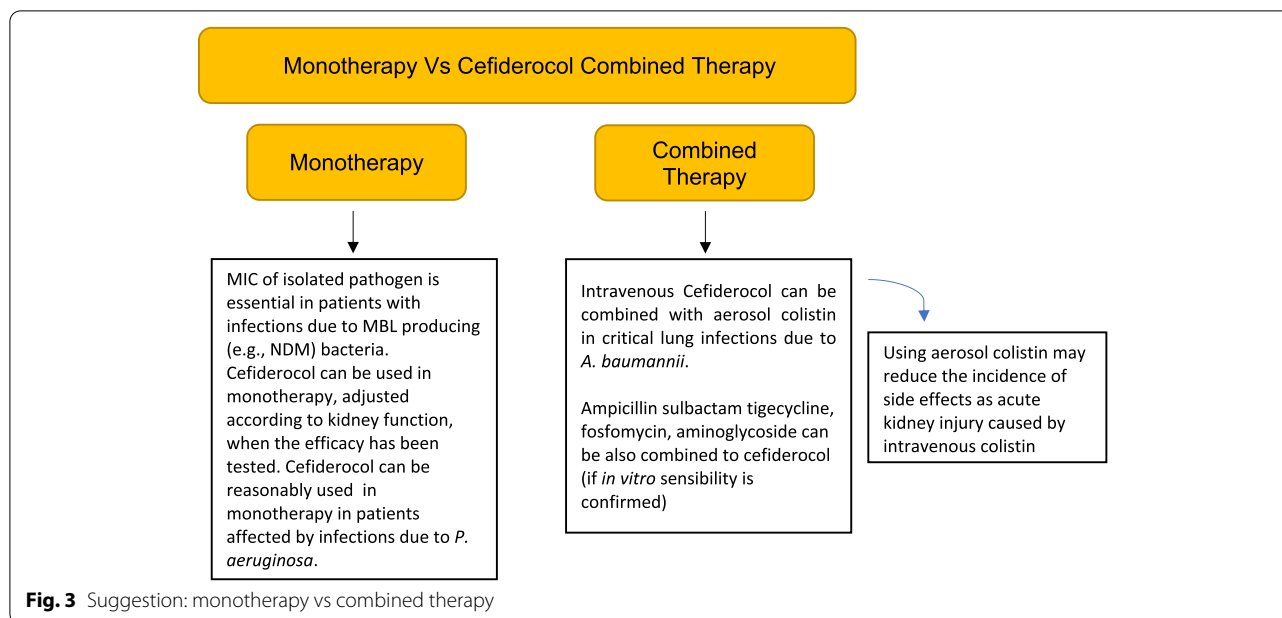 Monotherapy Vs Cefiderocol Combined Therapy
Monotherapy
MIC of isolated pathogen is
essential in patients with
infections due to MBL producing
(e.g., NDM) bacteria.
Cefiderocol can be used in
monotherapy, adjusted
according to kidney function,
when the efficacy has been
tested. Cefiderocol can be
reasonably used in
monotherapy in patients
affected by infections due to P.
aeruginosa.
Combined
Therapy
Intravenous Cefiderocol can be
combined with aerosol colistin
in critical lung infections due to
A. baumannii.
Ampicillin sulbactam tigecycline,
fosfomycin, aminoglycoside can
be also combined to cefiderocol
(if in vitro sensibility is
confirmed)
Using aerosol colistin may
reduce the incidence of
side effects as acute
kidney injury caused by
intravenous colistin
Fig. 3 Suggestion: monotherapy vs combined therapy